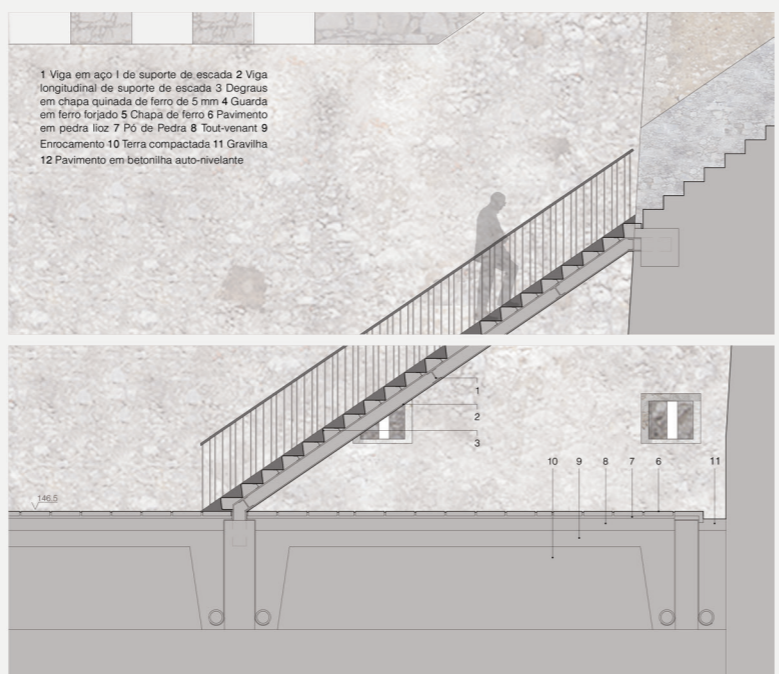 1 Viga em aço I de suporte de escada 2 Viga
longitudinal de suporte de escada 3 Degraus
em chapa quinada de ferro de 5 mm 4 Guarda
em ferro forjado 5 Chapa de ferro 6 Pavimento
em pedra lioz 7 Pó de Pedra 8 Tout-venant 9
Enrocamento 10 Terra compactada 11 Gravilha
12 Pavimento em betonilha auto-nivelante
1
2
3
10 9 8 7 6 11
146.5